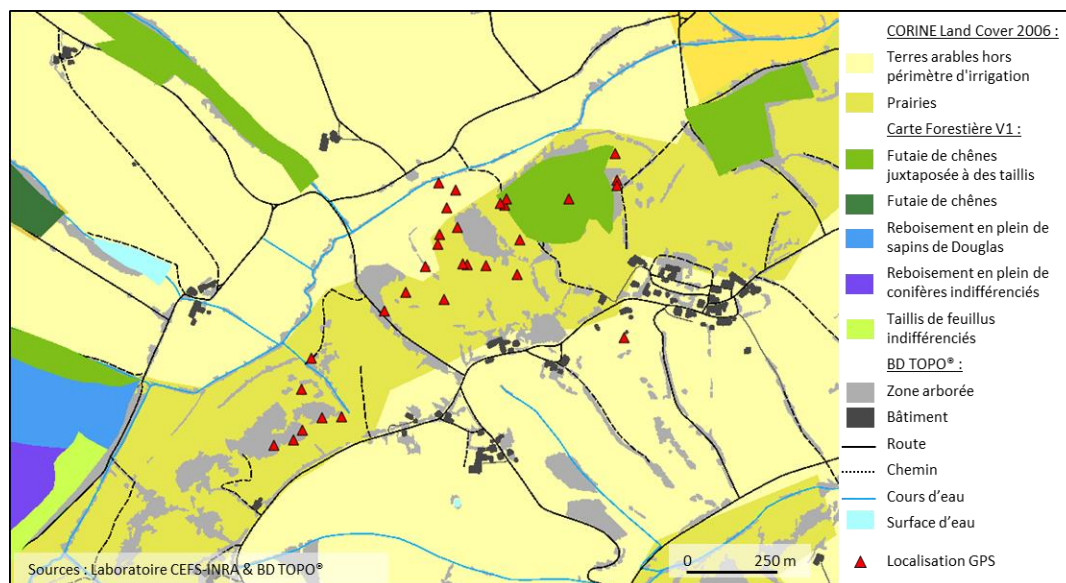 CORINE Land Cover 2006 :
Terres arables hors
périmètre d'irrigation
Prairies
Carte Forestière V1 :
Futaie de chênes
juxtaposée à des taillis
Futaie de chênes
Reboisement en plein de
sapins de Douglas
Reboisement en plein de
conifères indifférenciés
Taillis de feuillus
indifférenciés
BD TOPO® :
Zone arborée
Bâtiment
Route
Chemin
Cours d'eau
Surface d'eau
Localisation GPS
0 250 m
Sources : Laboratoire CEFS-INRA & BD TOPO®